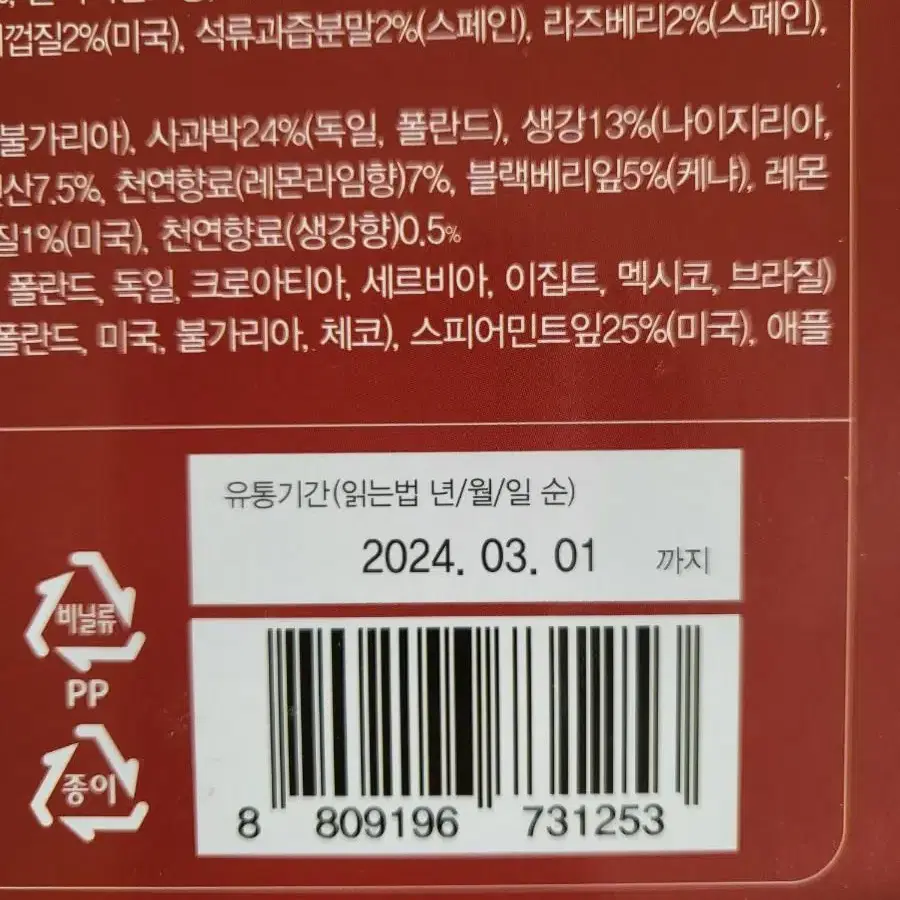 껍질2%(미국), 석류과즙분말2%(스페인), 라즈베리2%(스페인),
불가리아), 사과박24%(독일, 폴란드), 생강13%(나이지리아,
산7.5%, 천연향료(레몬라임향)7%, 블랙베리잎5%(케냐), 레몬
질1%(미국), 천연향료(생강향)0.5%
폴란드, 독일, 크로아티아, 세르비아, 이집트, 멕시코, 브라질)
폴란드, 미국, 불가리아, 체코), 스피어민트잎25%(미국), 애플
유통기간(읽는법 년/월/일 순)
2024. 03. 01 까지
비닐류
PP
종이
8 809196 731253